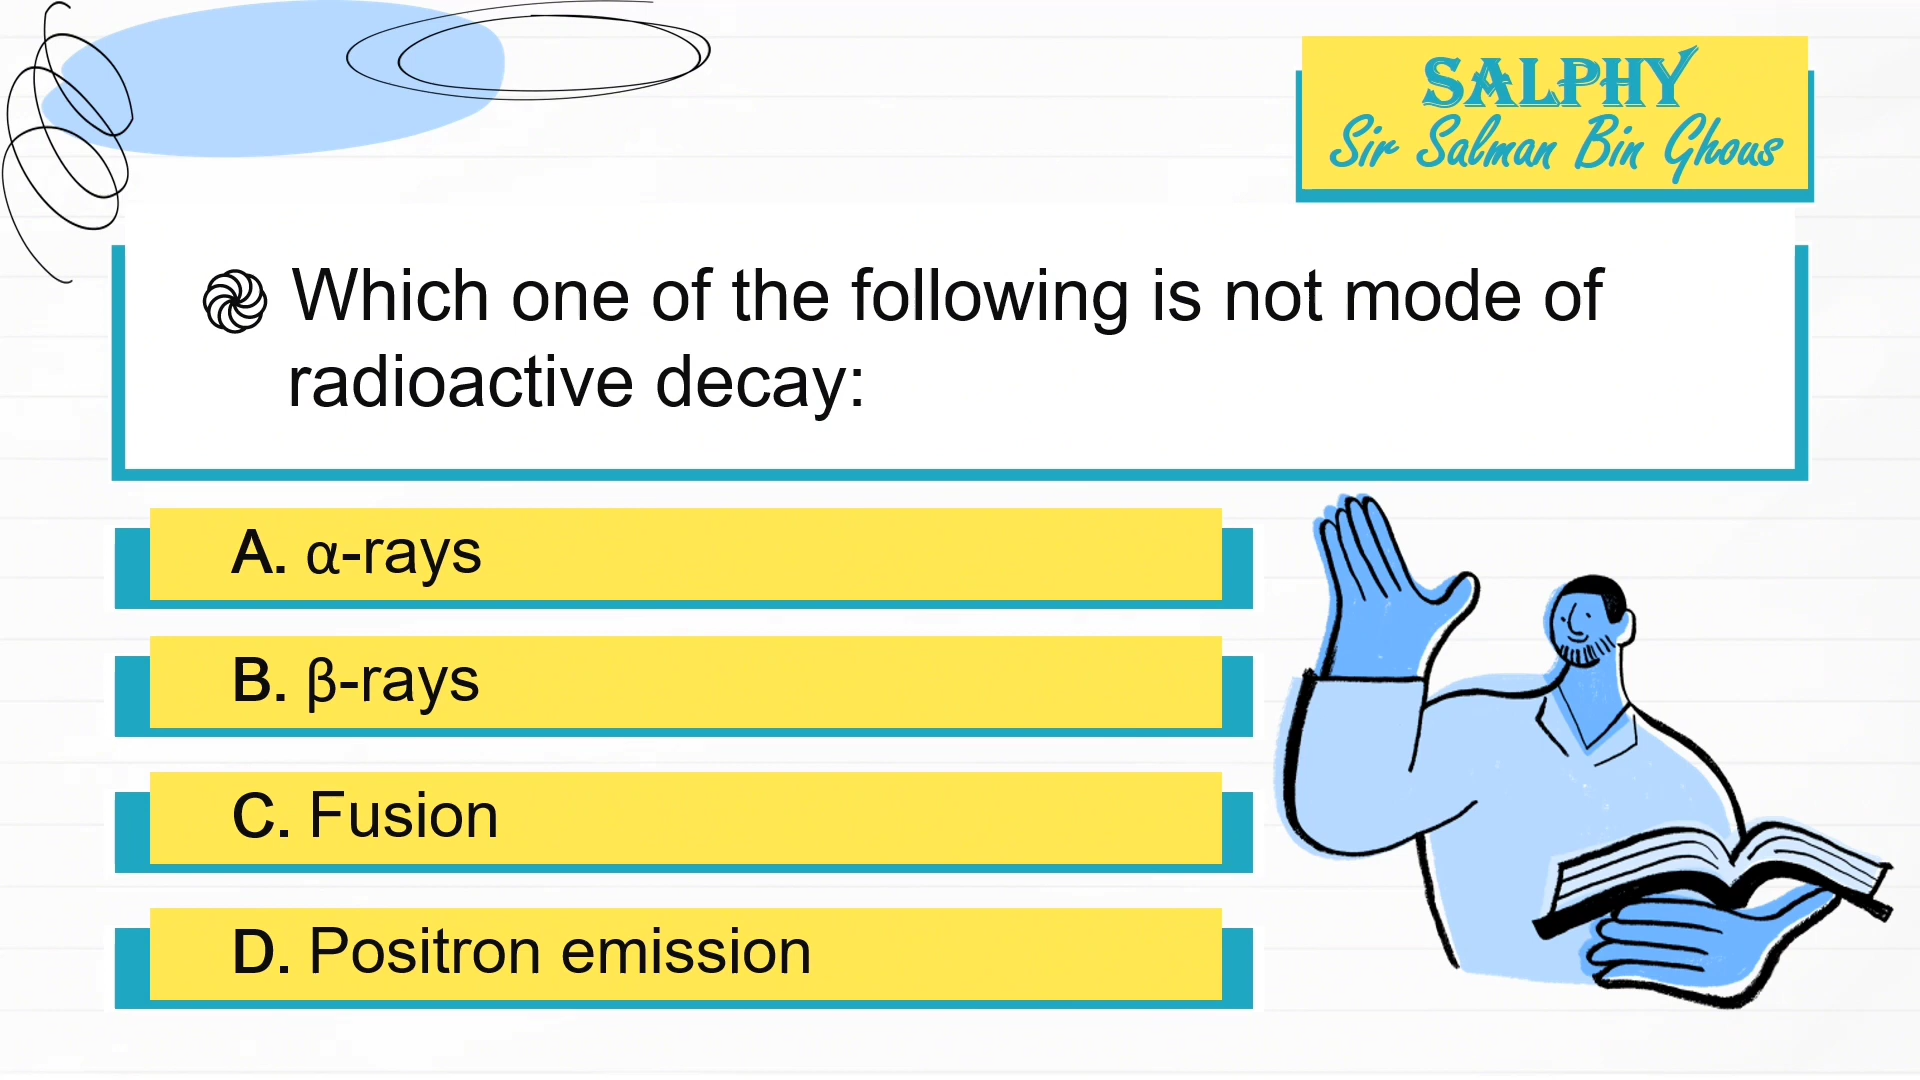 SALPHY
Sir Salman Bin Ghous
Which one of the following is not mode of
radioactive decay:
A. α-rays
B. β-rays
C. Fusion
D. Positron emission